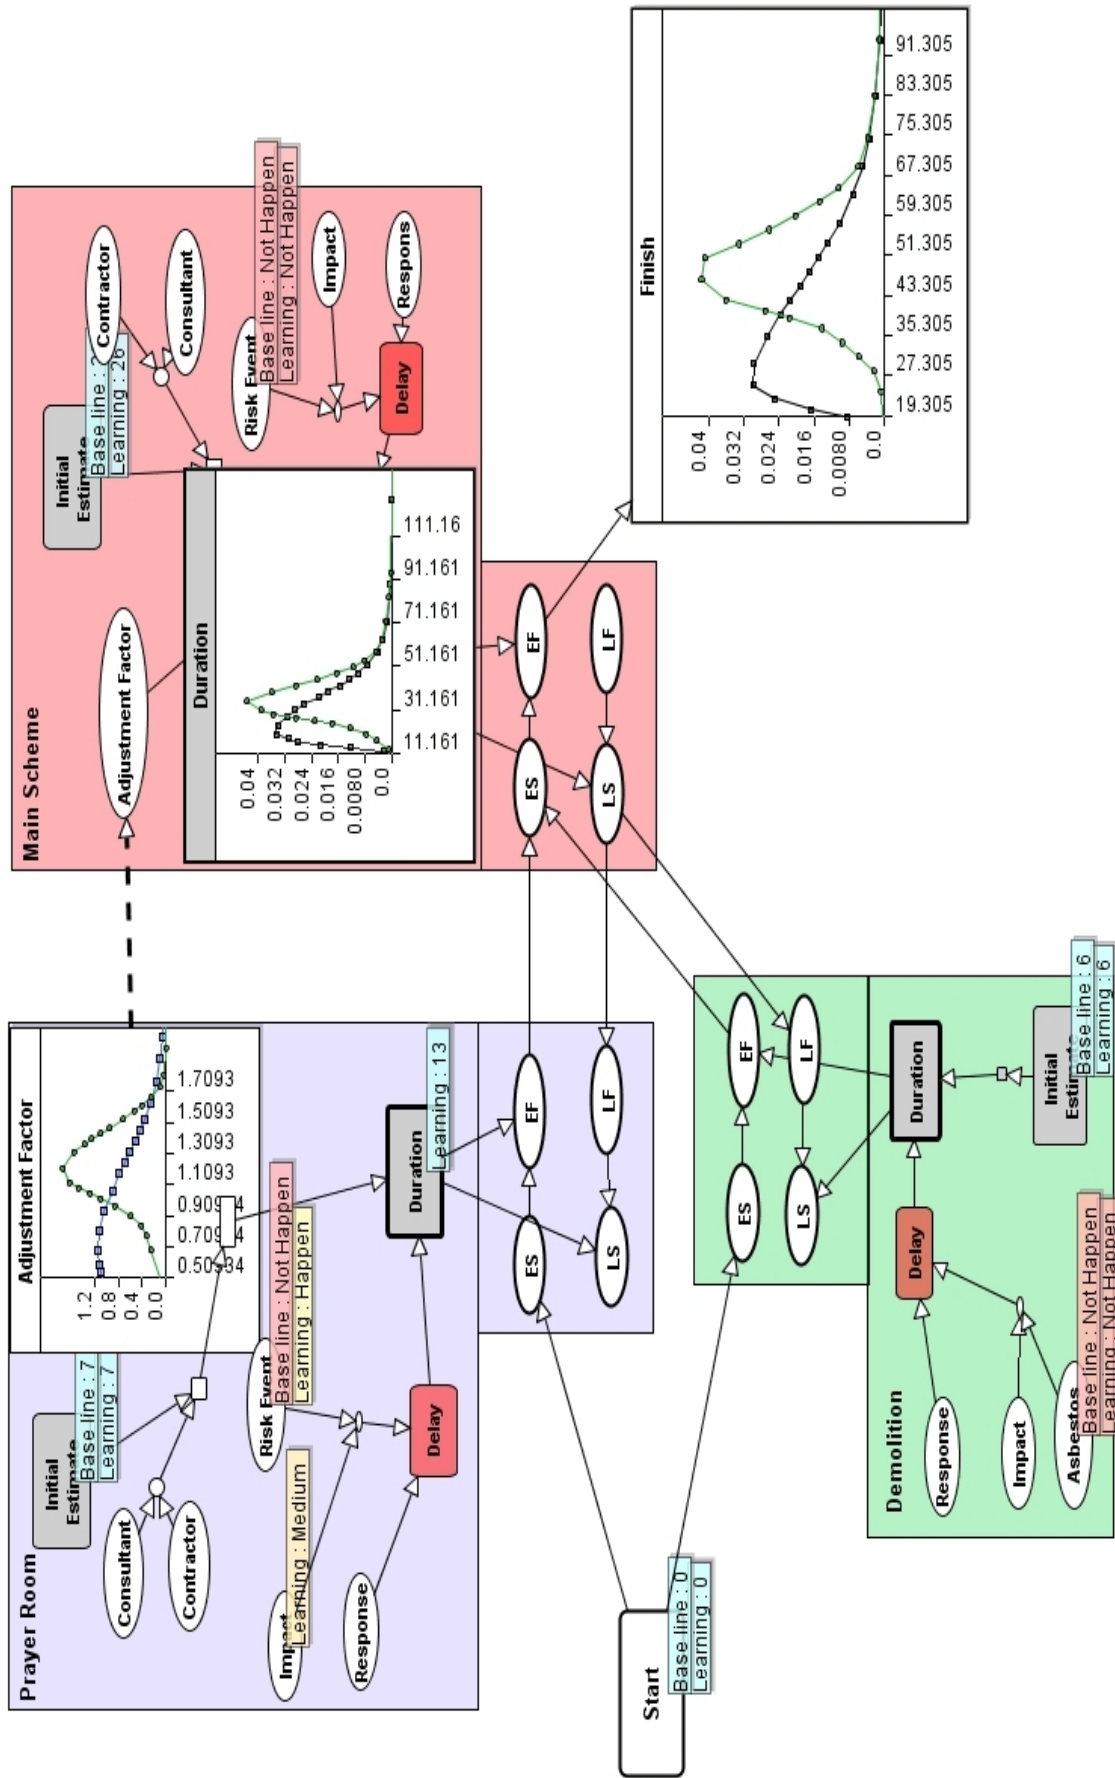 Prayer Room
Initial
Estimate
Base line : 7
Learning : 7
Consultant
Contractor
Adjustment Factor
1.2
0.8
0.4
0.0
1.1093
1.3093
1.5093
1.7093
Risk Event
Base line : Not Happen
Learning : Happen
Impact
Learning : Medium
Response
Delay
Duration
Learning : 13
ES
EF
LS
LF
Main Scheme
Adjustment Factor
Initial
Estimate
Base line : 2
Learning : 26
Contractor
Consultant
Duration
0.04
0.032
0.024
0.016
0.0080
0.0
11.161
31.161
51.161
71.161
91.161
111.16
Risk Event
Base line : Not Happen
Learning : Not Happen
Impact
Respons
Delay
ES
EF
LS
LF
Start
Base line : 0
Learning : 0
ES
EF
LS
LF
Demolition
Response
Delay
Duration
Impact
Asbestos
Base line : Not Happen
Learning : Not Happen
Initial
Estimate
Base line : 6
Learning : 6
Finish
0.04
0.032
0.024
0.016
0.0080
0.0
19.305
27.305
35.305
43.305
51.305
59.305
67.305
75.305
83.305
91.305